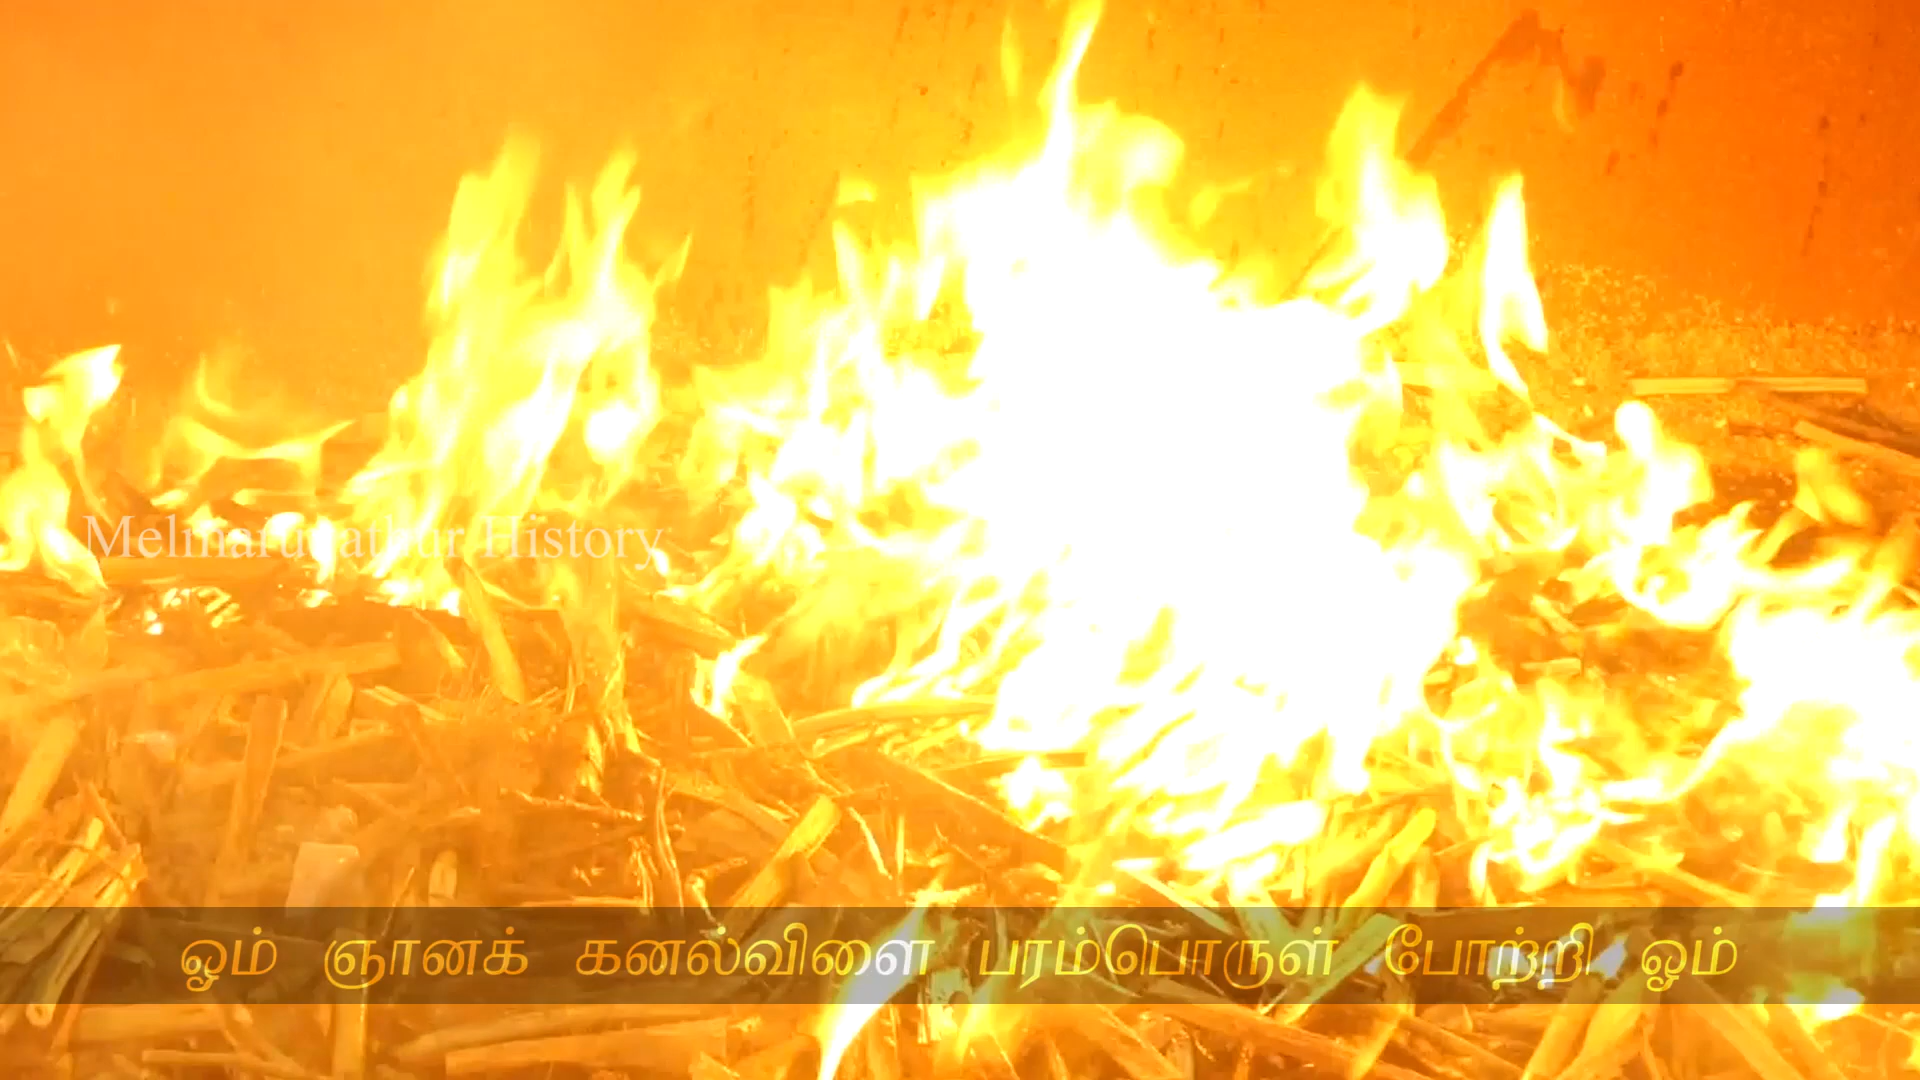 Melmaruvathur History
ஓம் ஞானக் கனல்விளை பரம்பொருள் போற்றி ஓம்